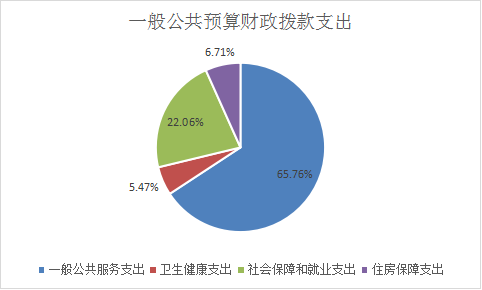 一般公共预算财政拨款支出
6.71%
22.06%
65.76%
5.47%
一般公共服务支出 卫生健康支出 社会保障和就业支出 住房保障支出